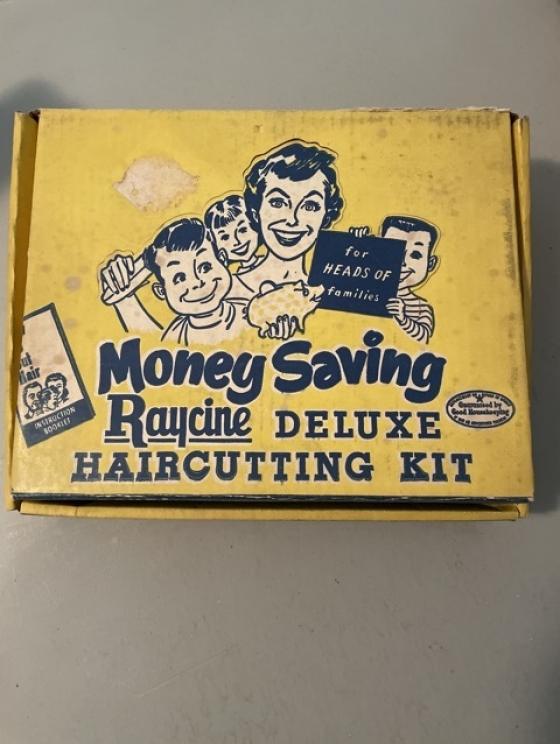 for
HEADS OF
families
Money Saving
Raycine DELUXE
HAIRCUTTING KIT
INSTRUCTION
BOOKLET
Guaranteed by
Good Housekeeping